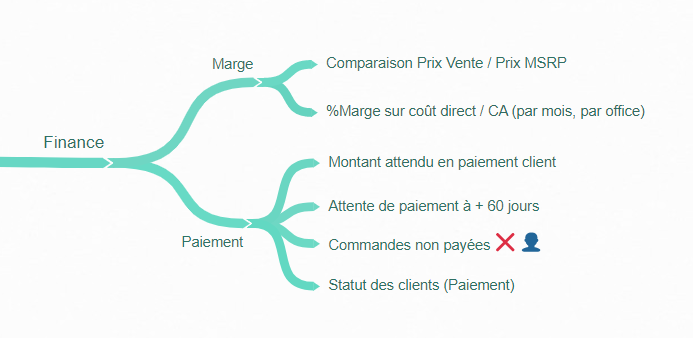 Finance
Marge
Comparaison Prix Vente / Prix MSRP
%Marge sur coût direct / CA (par mois, par office)
Paiement
Montant attendu en paiement client
Attente de paiement à + 60 jours
Commandes non payées
Statut des clients (Paiement)